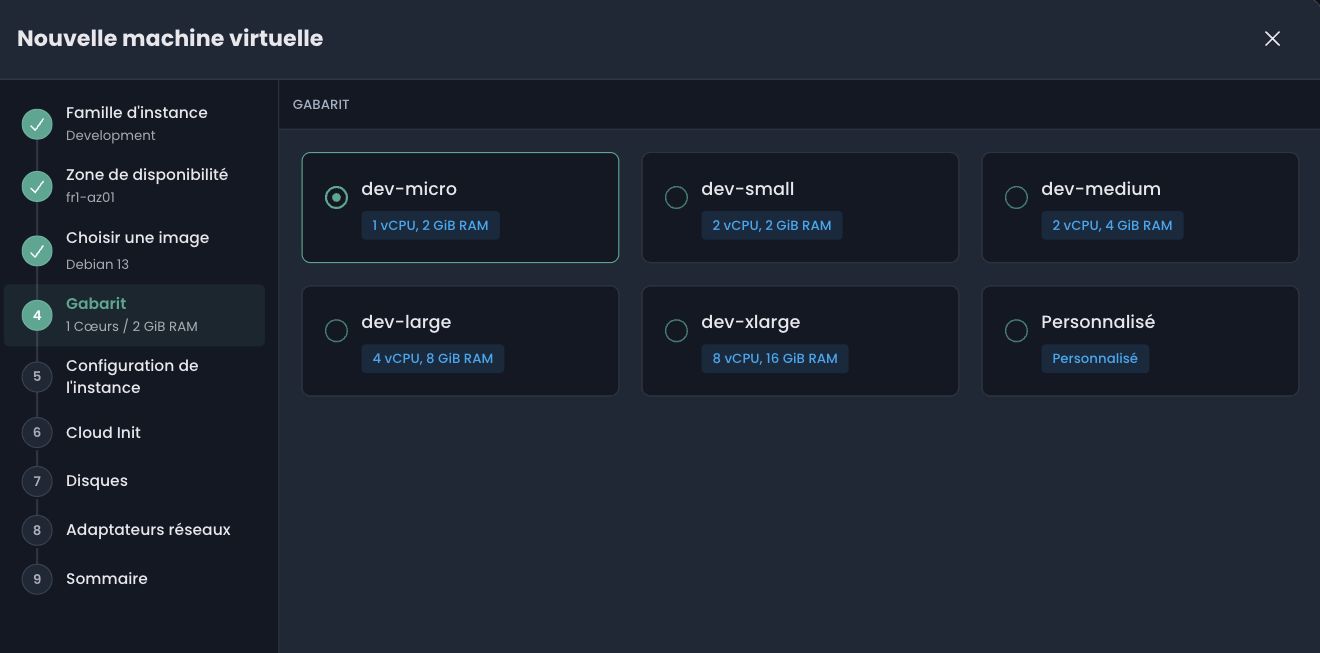 Nouvelle machine virtuelle
Famille d'instance
Development
Zone de disponibilité
fr1-az01
Choisir une image
Debian 13
4
Gabarit
1 Cœurs / 2 GiB RAM
5
Configuration de
l'instance
6
Cloud Init
7
Disques
8
Adaptateurs réseaux
9
Sommaire
GABARIT
dev-micro
1 vCPU, 2 GiB RAM
dev-small
2 vCPU, 2 GiB RAM
dev-medium
2 vCPU, 4 GiB RAM
dev-large
4 vCPU, 8 GiB RAM
dev-xlarge
8 vCPU, 16 GiB RAM
Personnalisé
Personnalisé